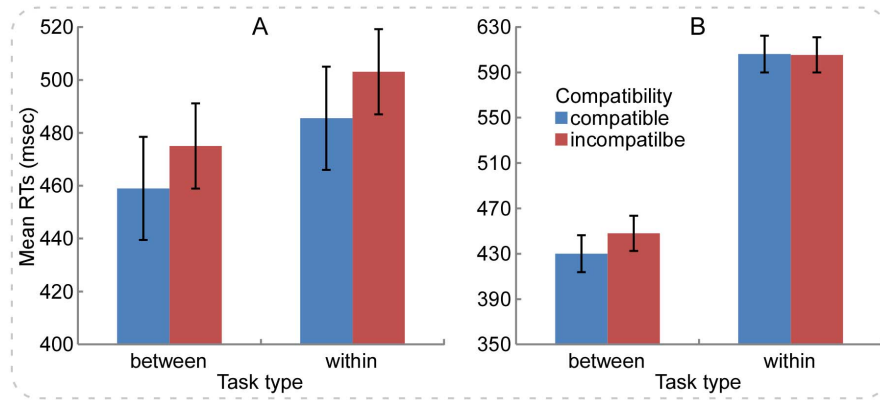 A
Mean RTs (msec)
520
500
480
460
440
420
400
between
within
Task type
B
630
590
550
510
470
430
390
350
Compatibility
compatible
incompatilbe
between
within
Task type